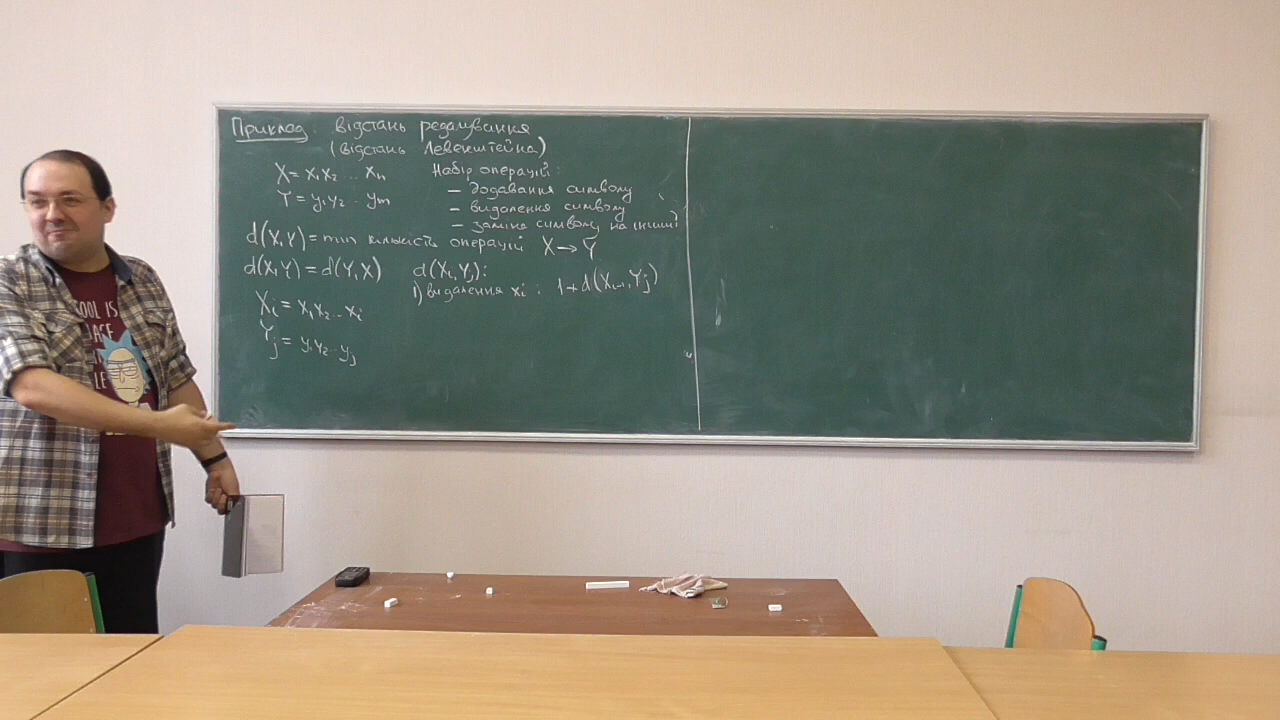 Приклад. відстань редагування
(відстань Левенштейна)
X = x₁x₂ ... xₙ
Y = y₁y₂ ... yₘ
Набір операцій:
– додавання символу
– видалення символу
– заміна символу на інший
d(X,Y) = min кількість операцій X → Y
d(X,Y) = d(Y,X)
Xᵢ = x₁x₂...xᵢ
Yⱼ = y₁y₂...yⱼ
d(Xᵢ,Yⱼ):
1) видалення xᵢ: 1+d(Xᵢ₋₁,Yⱼ)